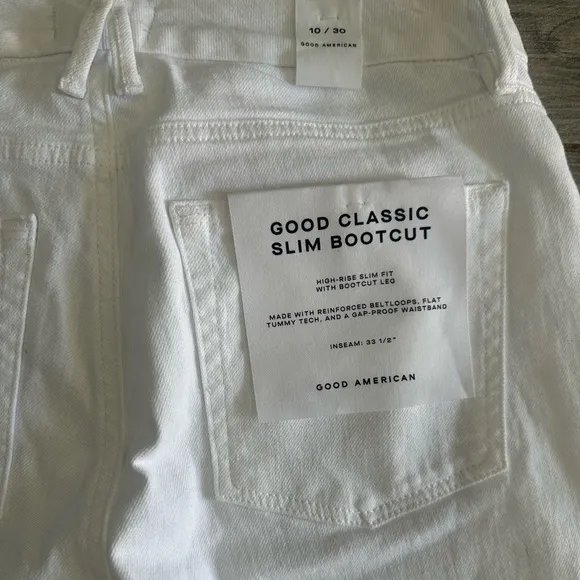 10 / 30
GOOD AMERICAN
GOOD CLASSIC
SLIM BOOTCUT
HIGH-RISE SLIM FIT
WITH BOOTCUT LEG
MADE WITH REINFORCED BELTLOOPS, FLAT
TUMMY TECH, AND A GAP-PROOF WAISTBAND
INSEAM: 33 1/2"
GOOD AMERICAN